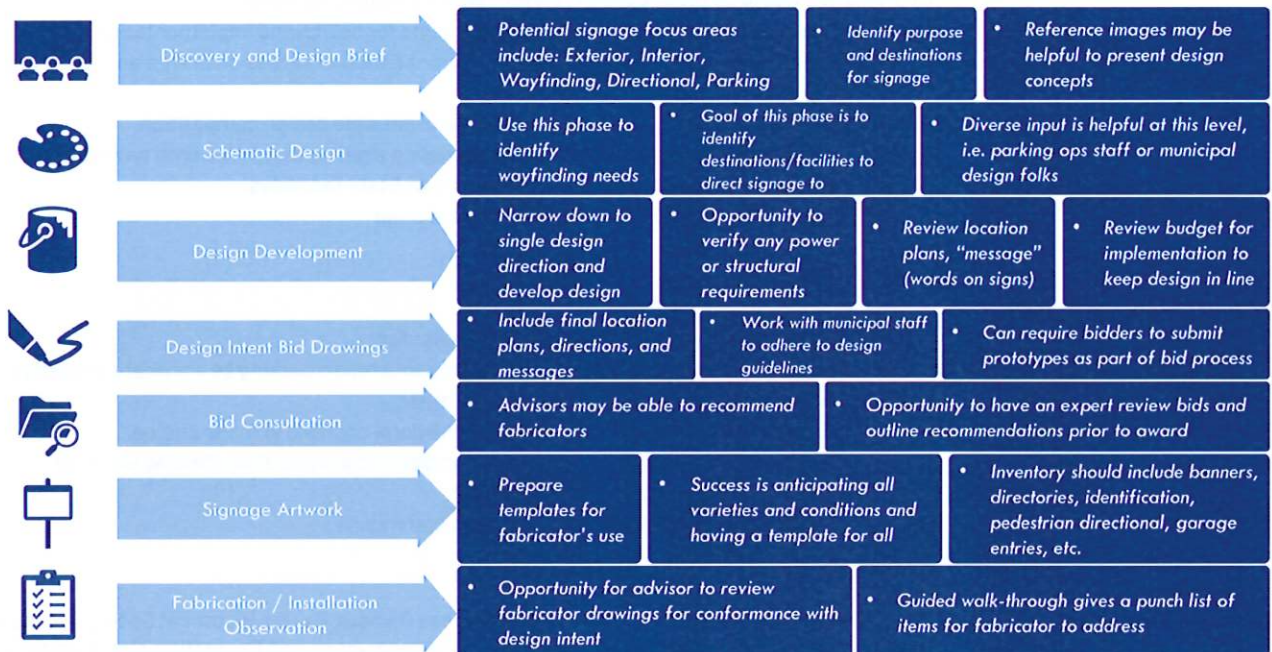 Discovery and Design Brief
• Potential signage focus areas
include: Exterior, Interior,
Wayfinding, Directional, Parking
• Identify purpose
and destinations
for signage
• Reference images may be
helpful to present design
concepts
Schematic Design
• Use this phase to
identify
wayfinding needs
• Goal of this phase is to
identify
destinations/facilities to
direct signage to
• Diverse input is helpful at this level,
i.e. parking ops staff or municipal
design folks
Design Development
• Narrow down to
single design
direction and
develop design
• Opportunity to
verify any power
or structural
requirements
• Review location
plans, “message”
(words on signs)
• Review budget for
implementation to
keep design in line
Design Intent Bid Drawings
• Include final location
plans, directions, and
messages
• Work with municipal staff
to adhere to design
guidelines
• Can require bidders to submit
prototypes as part of bid process
Bid Consultation
• Advisors may be able to recommend
fabricators
• Opportunity to have an expert review bids and
outline recommendations prior to award
Signage Artwork
• Prepare
templates for
fabricator's use
• Success is anticipating all
varieties and conditions and
having a template for all
• Inventory should include banners,
directories, identification,
pedestrian directional, garage
entries, etc.
Fabrication / Installation
Observation
• Opportunity for advisor to review
fabricator drawings for conformance with
design intent
• Guided walk-through gives a punch list of
items for fabricator to address